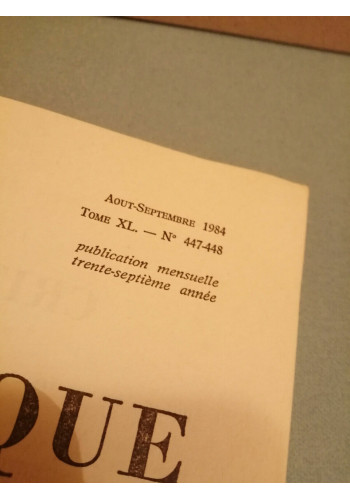 AOUT-SEPTEMBRE 1984
TOME XL. — N° 447-448
publication mensuelle
trente-septième année
QUE